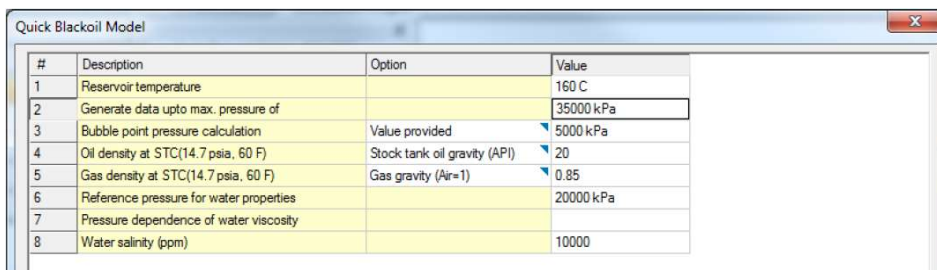 Quick Blackoil Model
# Description Option Value
1 Reservoir temperature 160 C
2 Generate data upto max. pressure of 35000 kPa
3 Bubble point pressure calculation Value provided 5000 kPa
4 Oil density at STC(14.7 psia, 60 F) Stock tank oil gravity (API) 20
5 Gas density at STC(14.7 psia, 60 F) Gas gravity (Air=1) 0.85
6 Reference pressure for water properties 20000 kPa
7 Pressure dependence of water viscosity
8 Water salinity (ppm) 10000